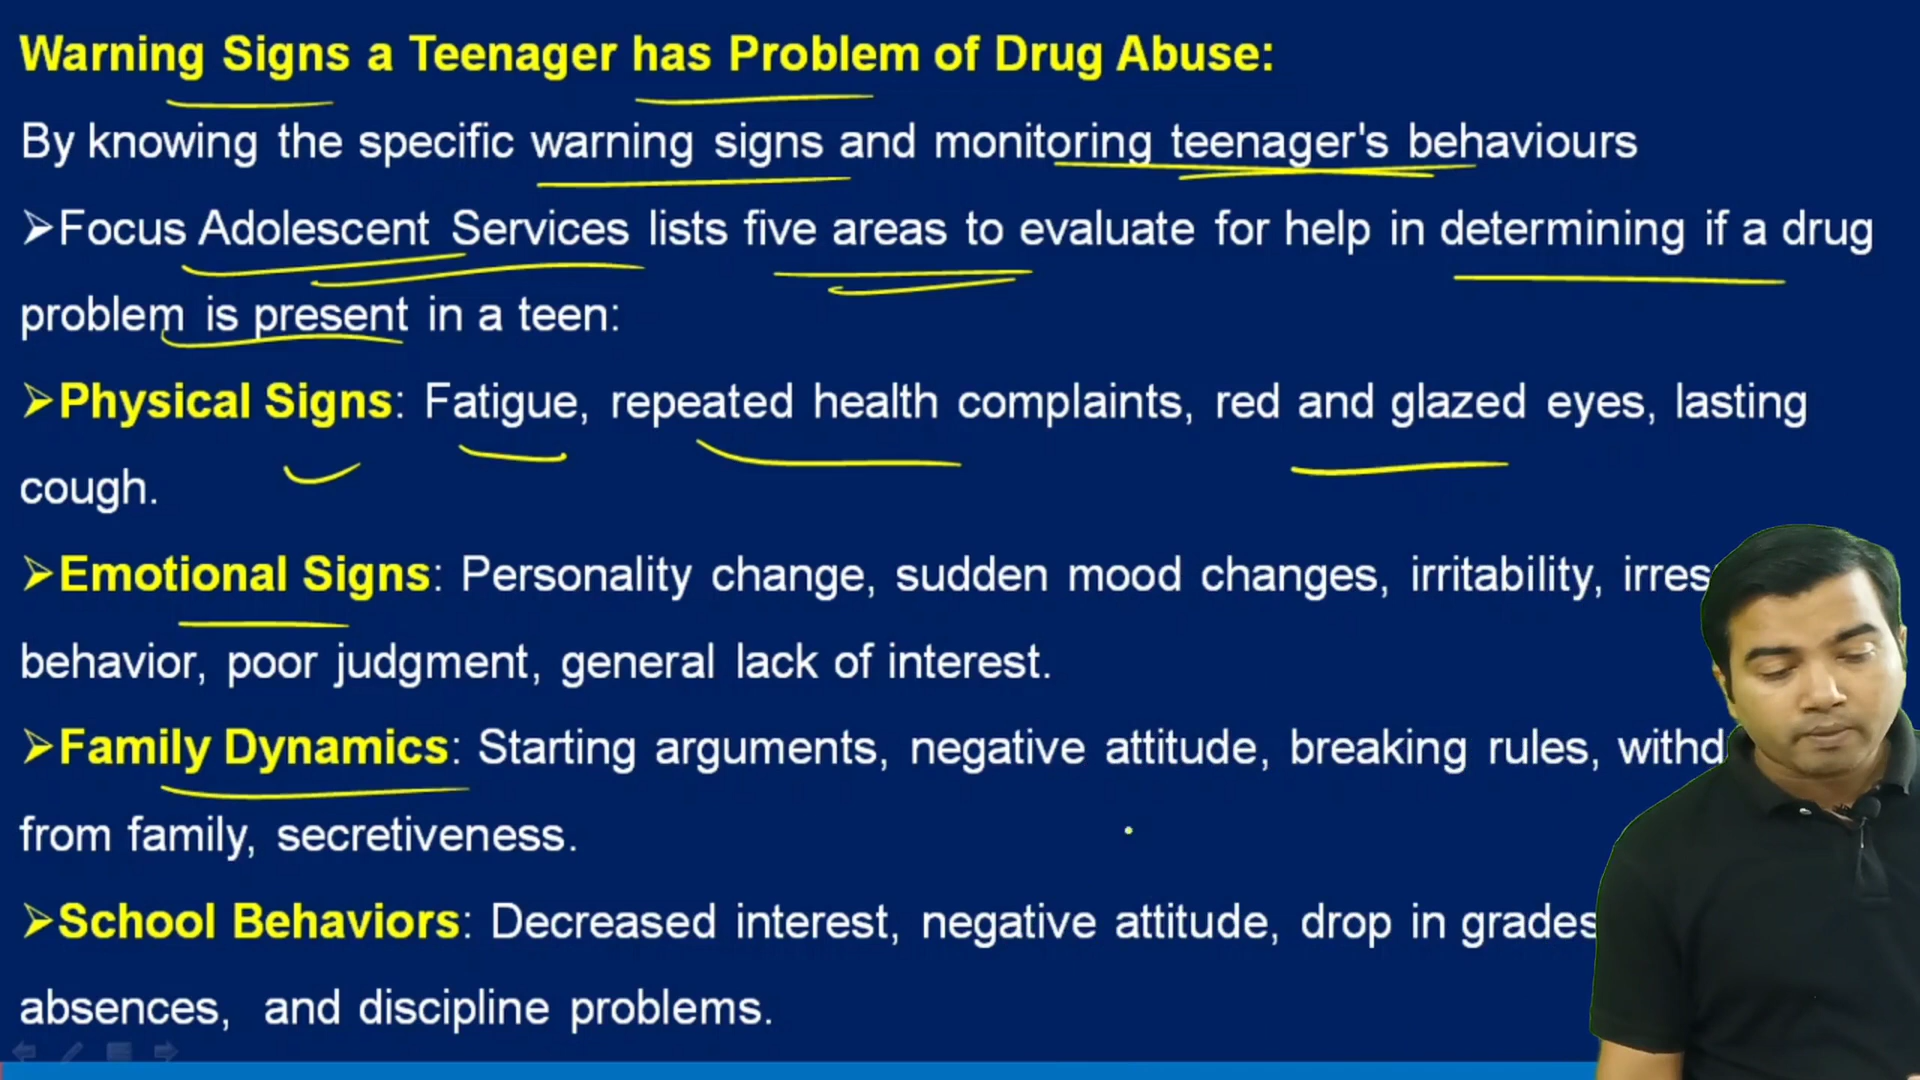 Warning Signs a Teenager has Problem of Drug Abuse:
By knowing the specific warning signs and monitoring teenager's behaviours
➢Focus Adolescent Services lists five areas to evaluate for help in determining if a drug
problem is present in a teen:
➢Physical Signs: Fatigue, repeated health complaints, red and glazed eyes, lasting
cough.
➢Emotional Signs: Personality change, sudden mood changes, irritability,
behavior, poor judgment, general lack of interest.
➢Family Dynamics: Starting arguments, negative attitude, breaking rules,
from family, secretiveness.
➢School Behaviors: Decreased interest, negative attitude, drop in grades
absences, and discipline problems.